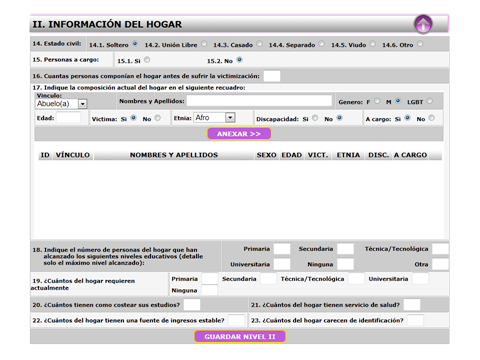 II. INFORMACIÓN DEL HOGAR
14. Estado civil: 14.1. Soltero 14.2. Unión Libre 14.3. Casado 14.4. Separado 14.5. Viudo 14.6. Otro
15. Personas a cargo: 15.1. Si 15.2. No
16. Cuantas personas componían el hogar antes de sufrir la victimización:
17. Indique la composición actual del hogar en el siguiente recuadro:
Vínculo:
Abuelo(a) Nombres y Apellidos: Genero: F M LGBT
Edad: Victima: Si No Etnia: Afro Discapacidad: Si No A cargo: Si No
ANEXAR >>
ID VÍNCULO NOMBRES Y APELLIDOS SEXO EDAD VICT. ETNIA DISC. A CARGO
18. Indique el número de personas del hogar que han alcanzado los siguientes niveles educativos (detalle solo el máximo nivel alcanzado):
Primaria Secundaria Técnica/Tecnológica
Universitaria Ninguna Otra
19. ¿Cuántos del hogar requieren actualmente
Primaria Secundaria Técnica/Tecnológica Universitaria
Ninguna
20. ¿Cuántos tienen como costear sus estudios? 21. ¿Cuántos del hogar tienen servicio de salud?
22. ¿Cuántos del hogar tienen una fuente de ingresos estable? 23. ¿Cuántos del hogar carecen de identificación?
GUARDAR NIVEL II